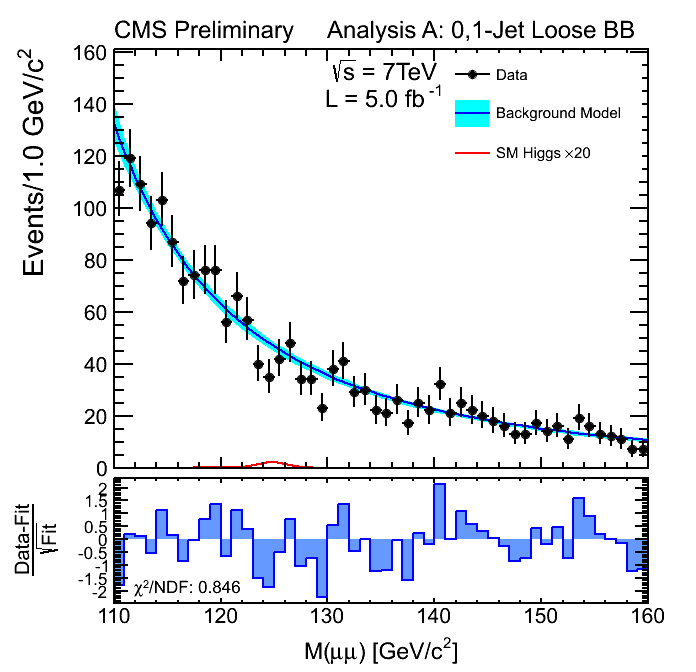 CMS Preliminary
Analysis A: 0,1-Jet Loose BB
√s = 7TeV
L = 5.0 fb⁻¹
Data
Background Model
SM Higgs ×20
Events/1.0 GeV/c²
160
140
120
100
80
60
40
20
0
Data-Fit
√Fit
2
1.5
1
0.5
0
-0.5
-1
-1.5
-2
χ²/NDF: 0.846
110 120 130 140 150 160
M(μμ) [GeV/c²]